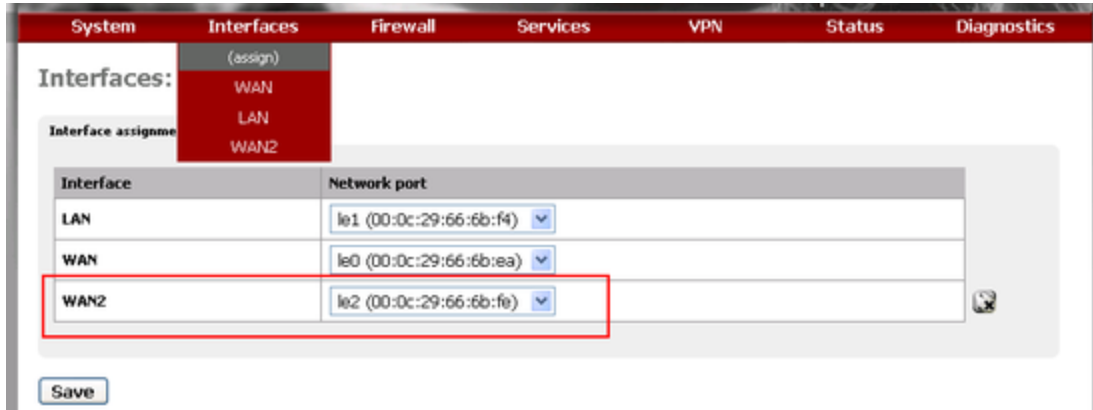 System Interfaces Firewall Services VPN Status Diagnostics
(assign)
WAN
LAN
WAN2
Interfaces:
Interface assignme
Interface Network port
LAN le1 (00:0c:29:66:6b:f4)
WAN le0 (00:0c:29:66:6b:ea)
WAN2 le2 (00:0c:29:66:6b:fe)
Save